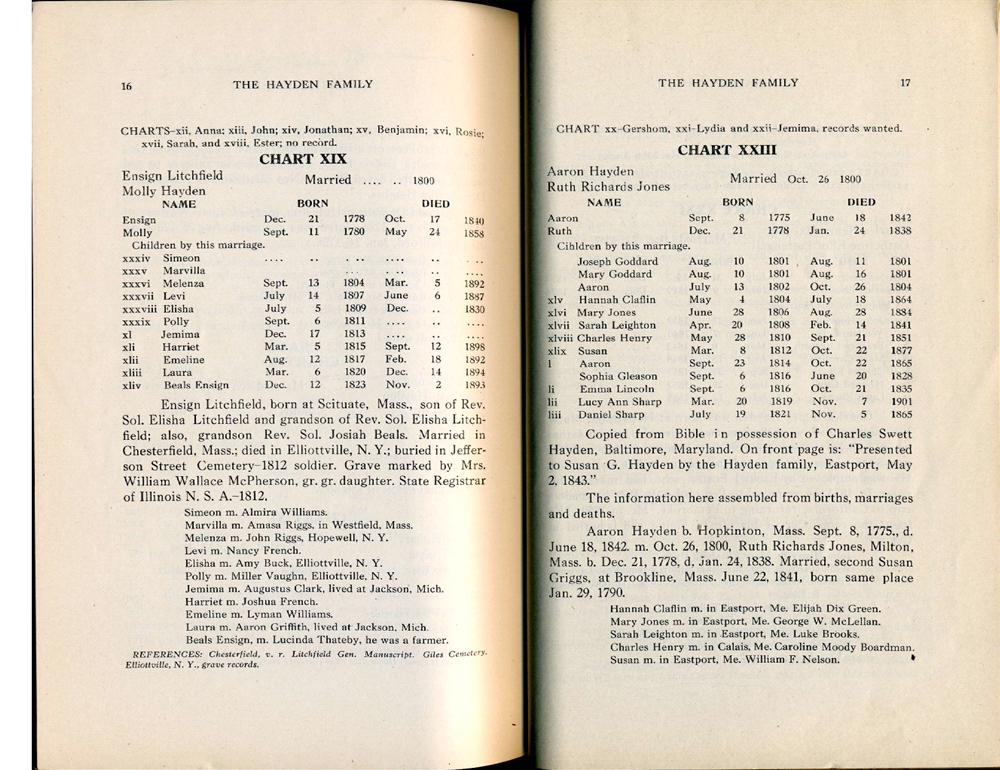 16
THE HAYDEN FAMILY
CHARTS-xii, Anna; xiii, John; xiv, Jonathan; xv, Benjamin; xvi, Rosie;
xvii, Sarah, and xviii, Ester; no record.
CHART XIX
Ensign Litchfield
Married .... .. 1800
Molly Hayden
NAME BORN DIED
Ensign Dec. 21 1778 Oct. 17 1840
Molly Sept. 11 1780 May 24 1858
Children by this marriage.
xxxiv Simeon .... .. .... .... .. ....
xxxv Marvilla .... .... .. ....
xxxvi Melenza Sept. 13 1804 Mar. 5 1892
xxxvii Levi July 14 1807 June 6 1887
xxxviii Elisha July 5 1809 Dec. .. 1830
xxxix Polly Sept. 6 1811 .... .. ....
xl Jemima Dec. 17 1813 .... .. ....
xli Harriet Mar. 5 1815 Sept. 12 1898
xlii Emeline Aug. 12 1817 Feb. 18 1892
xliii Laura Mar. 6 1820 Dec. 14 1894
xliv Beals Ensign Dec. 12 1823 Nov. 2 1893
Ensign Litchfield, born at Scituate, Mass., son of Rev.
Sol. Elisha Litchfield and grandson of Rev. Sol. Elisha Litch-
field; also, grandson Rev. Sol. Josiah Beals. Married in
Chesterfield, Mass.; died in Elliottville, N. Y.; buried in Jeffer-
son Street Cemetery-1812 soldier. Grave marked by Mrs.
William Wallace McPherson, gr. gr. daughter. State Registrar
of Illinois N. S. A.-1812.
Simeon m. Almira Williams.
Marvilla m. Amasa Riggs, in Westfield, Mass.
Melenza m. John Riggs, Hopewell, N. Y.
Levi m. Nancy French.
Elisha m. Amy Buck, Elliottville, N. Y.
Polly m. Miller Vaughn, Elliottville, N. Y.
Jemima m. Augustus Clark, lived at Jackson, Mich.
Harriet m. Joshua French.
Emeline m. Lyman Williams.
Laura m. Aaron Griffith, lived at Jackson, Mich.
Beals Ensign, m. Lucinda Thateby, he was a farmer.
REFERENCES: Chesterfield, v. r. Litchfield Gen. Manuscript. Giles Cemetery.
Elliottville, N. Y., grave records.
THE HAYDEN FAMILY
17
CHART xx-Gershom, xxi-Lydia and xxii-Jemima, records wanted.
CHART XXIII
Aaron Hayden
Married Oct. 26 1800
Ruth Richards Jones
NAME BORN DIED
Aaron Sept. 8 1775 June 18 1842
Ruth Dec. 21 1778 Jan. 24 1838
Cihldren by this marriage.
Joseph Goddard Aug. 10 1801 Aug. 11 1801
Mary Goddard Aug. 10 1801 Aug. 16 1801
Aaron July 13 1802 Oct. 26 1804
xlv Hannah Claflin May 4 1804 July 18 1864
xlvi Mary Jones June 28 1806 Aug. 28 1884
xlvii Sarah Leighton Apr. 20 1808 Feb. 14 1841
xlviii Charles Henry May 28 1810 Sept. 21 1851
xlix Susan Mar. 8 1812 Oct. 22 1877
l Aaron Sept. 23 1814 Oct. 22 1865
Sophia Gleason Sept. 6 1816 June 20 1828
li Emma Lincoln Sept. 6 1816 Oct. 21 1835
lii Lucy Ann Sharp Mar. 20 1819 Nov. 7 1901
liii Daniel Sharp July 19 1821 Nov. 5 1865
Copied from Bible in possession of Charles Swett
Hayden, Baltimore, Maryland. On front page is: "Presented
to Susan G. Hayden by the Hayden family, Eastport, May
2, 1843."
The information here assembled from births, marriages
and deaths.
Aaron Hayden b. Hopkinton, Mass. Sept. 8, 1775., d.
June 18, 1842. m. Oct. 26, 1800, Ruth Richards Jones, Milton,
Mass. b. Dec. 21, 1778, d, Jan. 24, 1838. Married, second Susan
Griggs, at Brookline, Mass. June 22, 1841, born same place
Jan. 29, 1790.
Hannah Claflin m. in Eastport, Me. Elijah Dix Green.
Mary Jones m. in Eastport, Me. George W. McLellan.
Sarah Leighton m. in Eastport, Me. Luke Brooks.
Charles Henry m. in Calais, Me. Caroline Moody Boardman.
Susan m. in Eastport, Me. William F. Nelson.